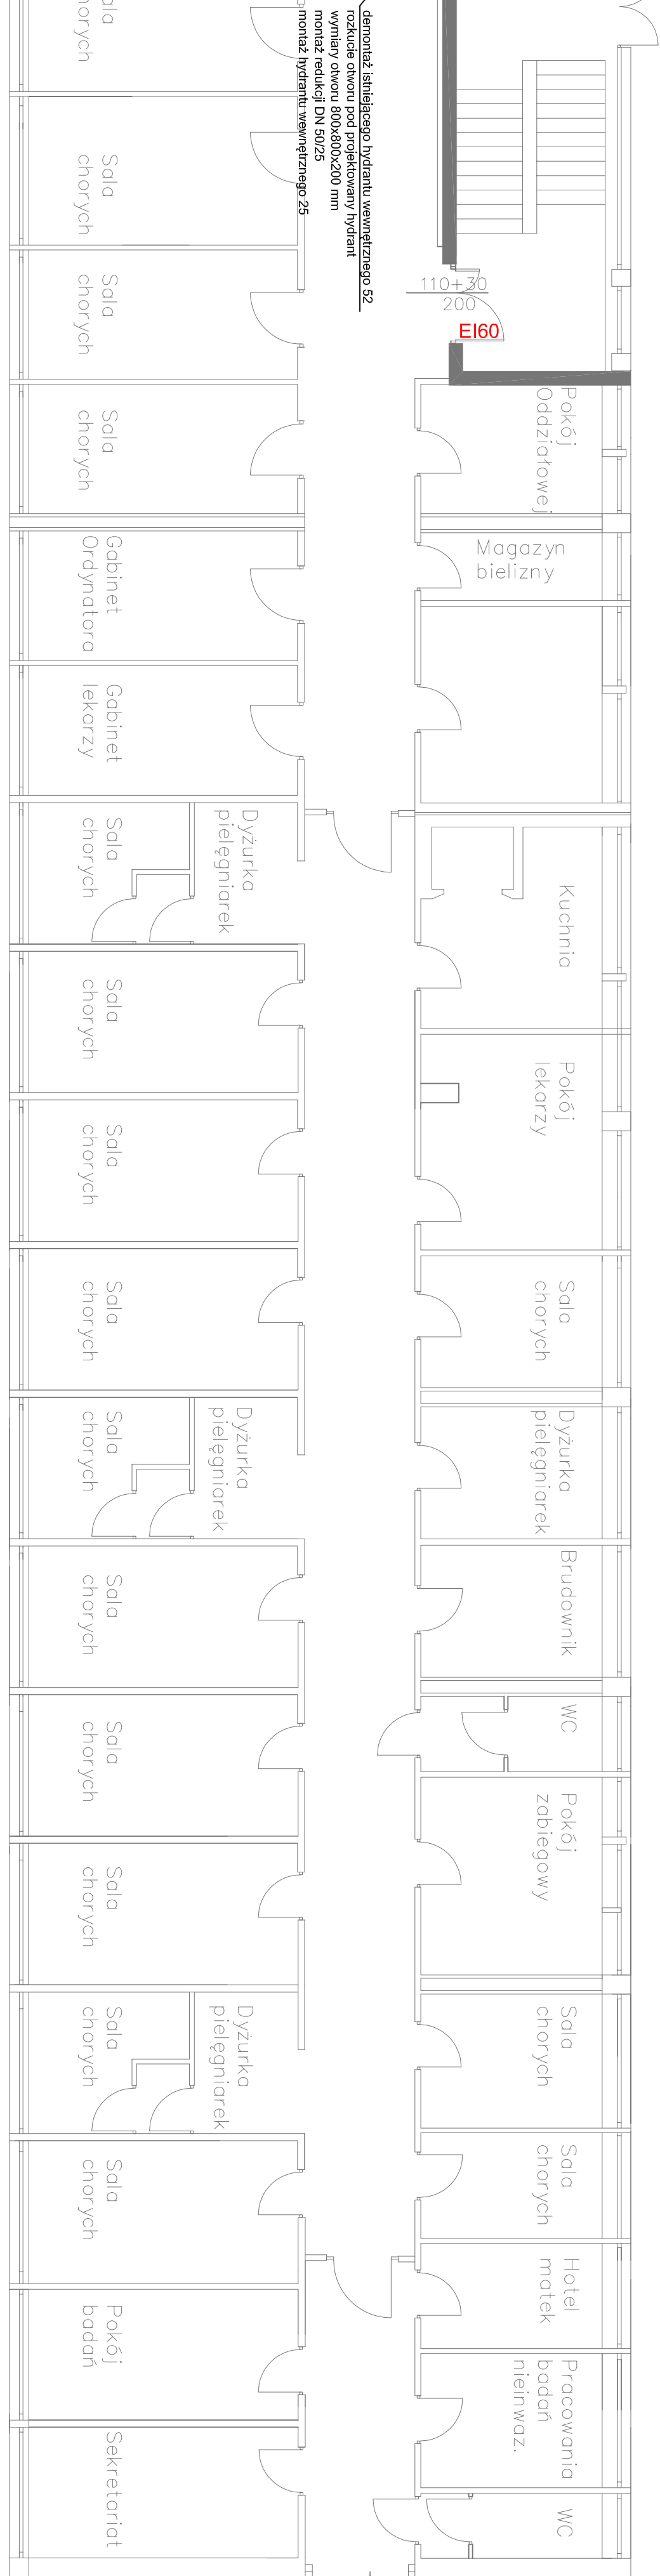 Sala
chorych
demontaż istniejącego hydrantu wewnętrznego 52
rozkucie otworu pod projektowany hydrant
wymiary otworu 800x800x200 mm
montaż redukcji DN 50/25
montaż hydrantu wewnętrznego 25
110+30
200
EI60
Sala
chorych
Sala
chorych
Sala
chorych
Pokój
Oddziałowej
Gabinet
Ordynatora
Magazyn
bielizny
Gabinet
lekarzy
Dyżurka
pielęgniarek
Sala
chorych
Kuchnia
Sala
chorych
Pokój
lekarzy
Sala
chorych
Sala
chorych
Sala
chorych
Dyżurka
pielęgniarek
Sala
chorych
Dyżurka
pielęgniarek
Brudownik
Sala
chorych
WC
Sala
chorych
Pokój
zabiegowy
Sala
chorych
Dyżurka
pielęgniarek
Sala
chorych
Sala
chorych
Sala
chorych
Sala
chorych
Hotel
matek
Pokój
badań
Pracowania
badań
nieinwaz.
Sekretariat
WC